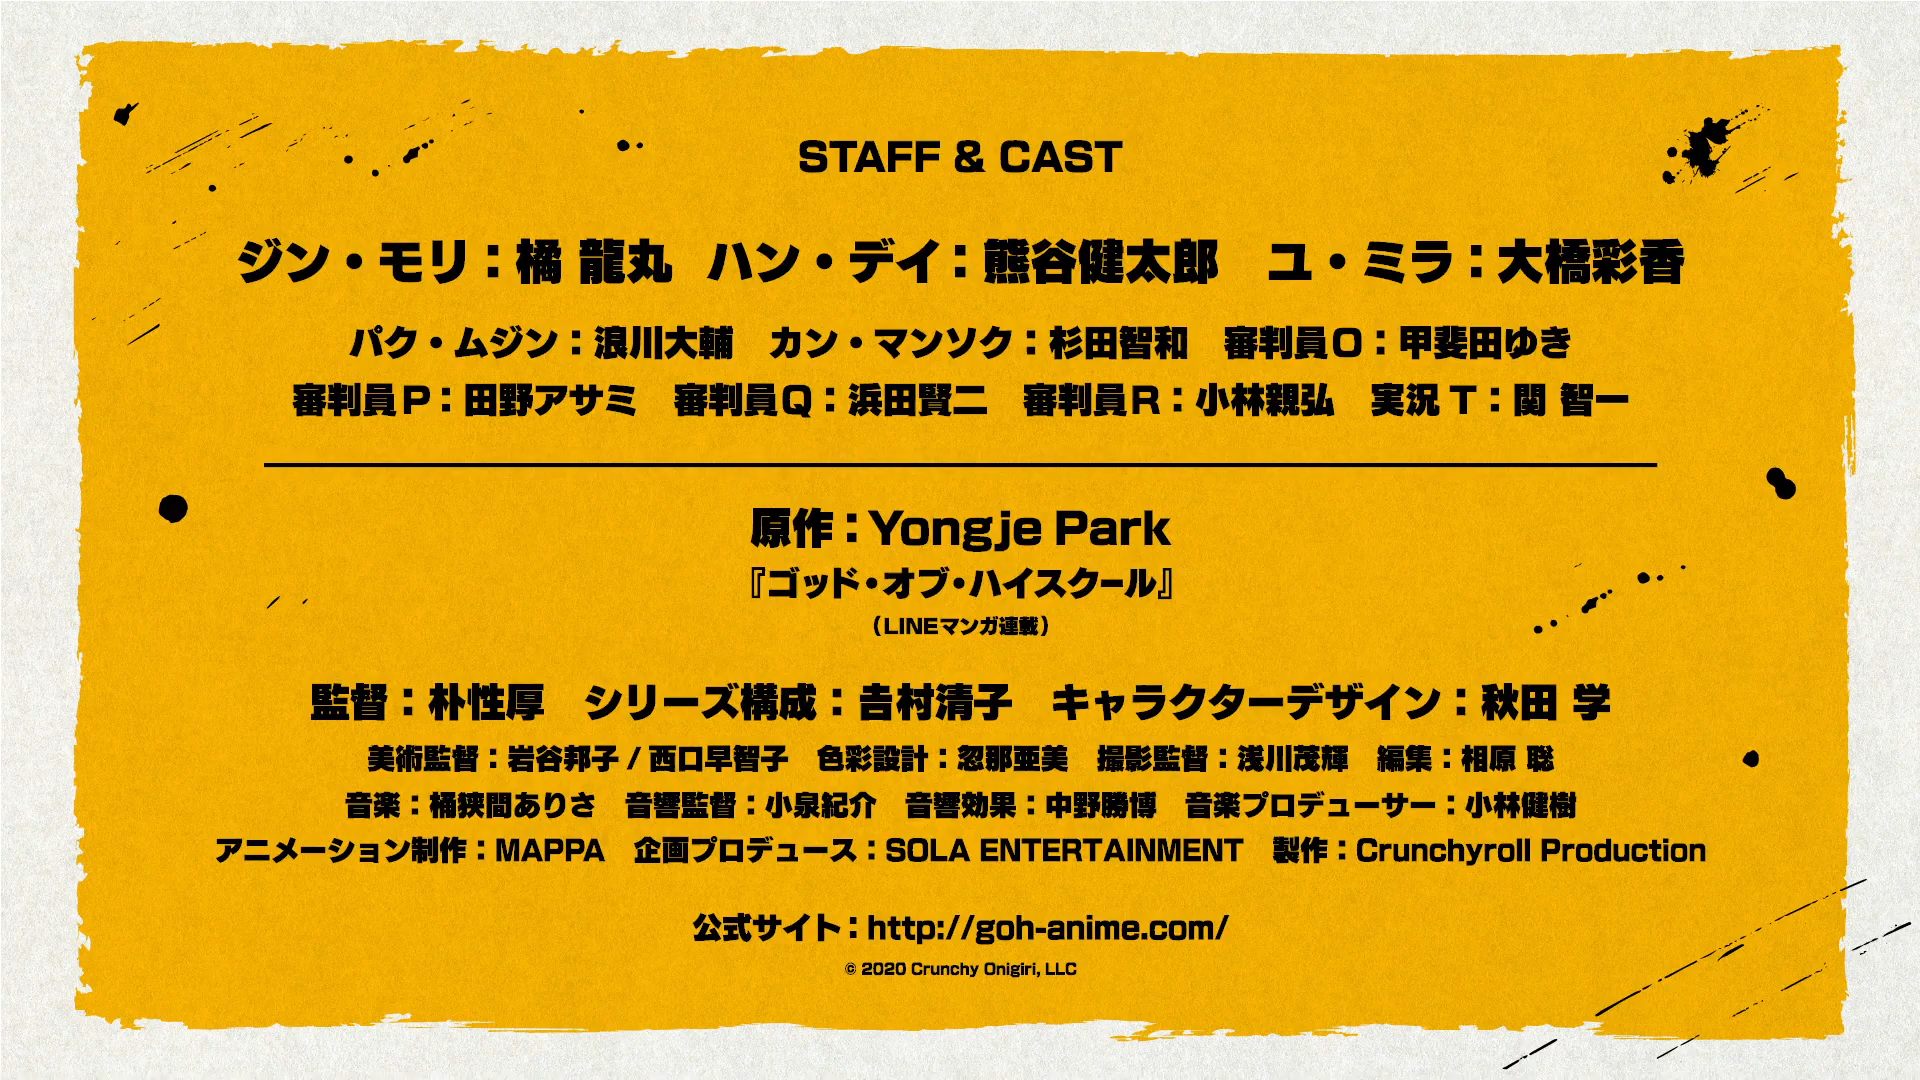 STAFF & CAST
ジン・モリ：橘 龍丸　ハン・デイ：熊谷健太郎　ユ・ミラ：大橋彩香
パク・ムジン：浪川大輔　カン・マンソク：杉田智和　審判員O：甲斐田ゆき
審判員P：田野アサミ　審判員Q：浜田賢二　審判員R：小林親弘　実況 T：関 智一
原作：Yongje Park
『ゴッド・オブ・ハイスクール』
（LINEマンガ連載）
監督：朴性厚　シリーズ構成：𠮷村清子　キャラクターデザイン：秋田 学
美術監督：岩谷邦子 / 西口早智子　色彩設計：忽那亜美　撮影監督：浅川茂輝　編集：相原 聡
音楽：桶狭間ありさ　音響監督：小泉紀介　音響効果：中野勝博　音楽プロデューサー：小林健樹
アニメーション制作：MAPPA　企画プロデュース：SOLA ENTERTAINMENT　製作：Crunchyroll Production
公式サイト：http://goh-anime.com/
© 2020 Crunchy Onigiri, LLC